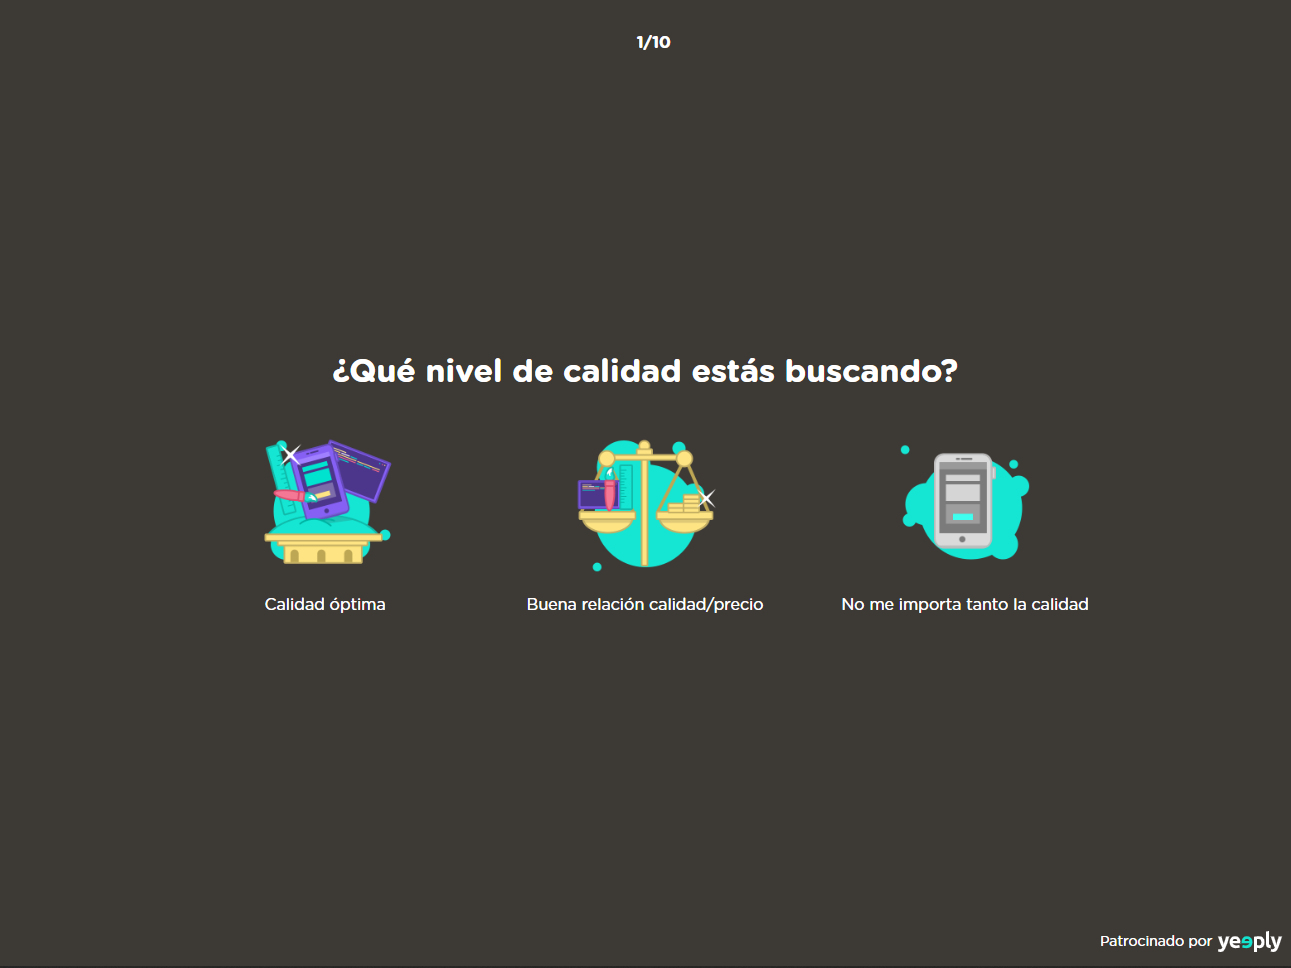 1/10
¿Qué nivel de calidad estás buscando?
Calidad óptima
Buena relación calidad/precio
No me importa tanto la calidad
Patrocinado por yeeply